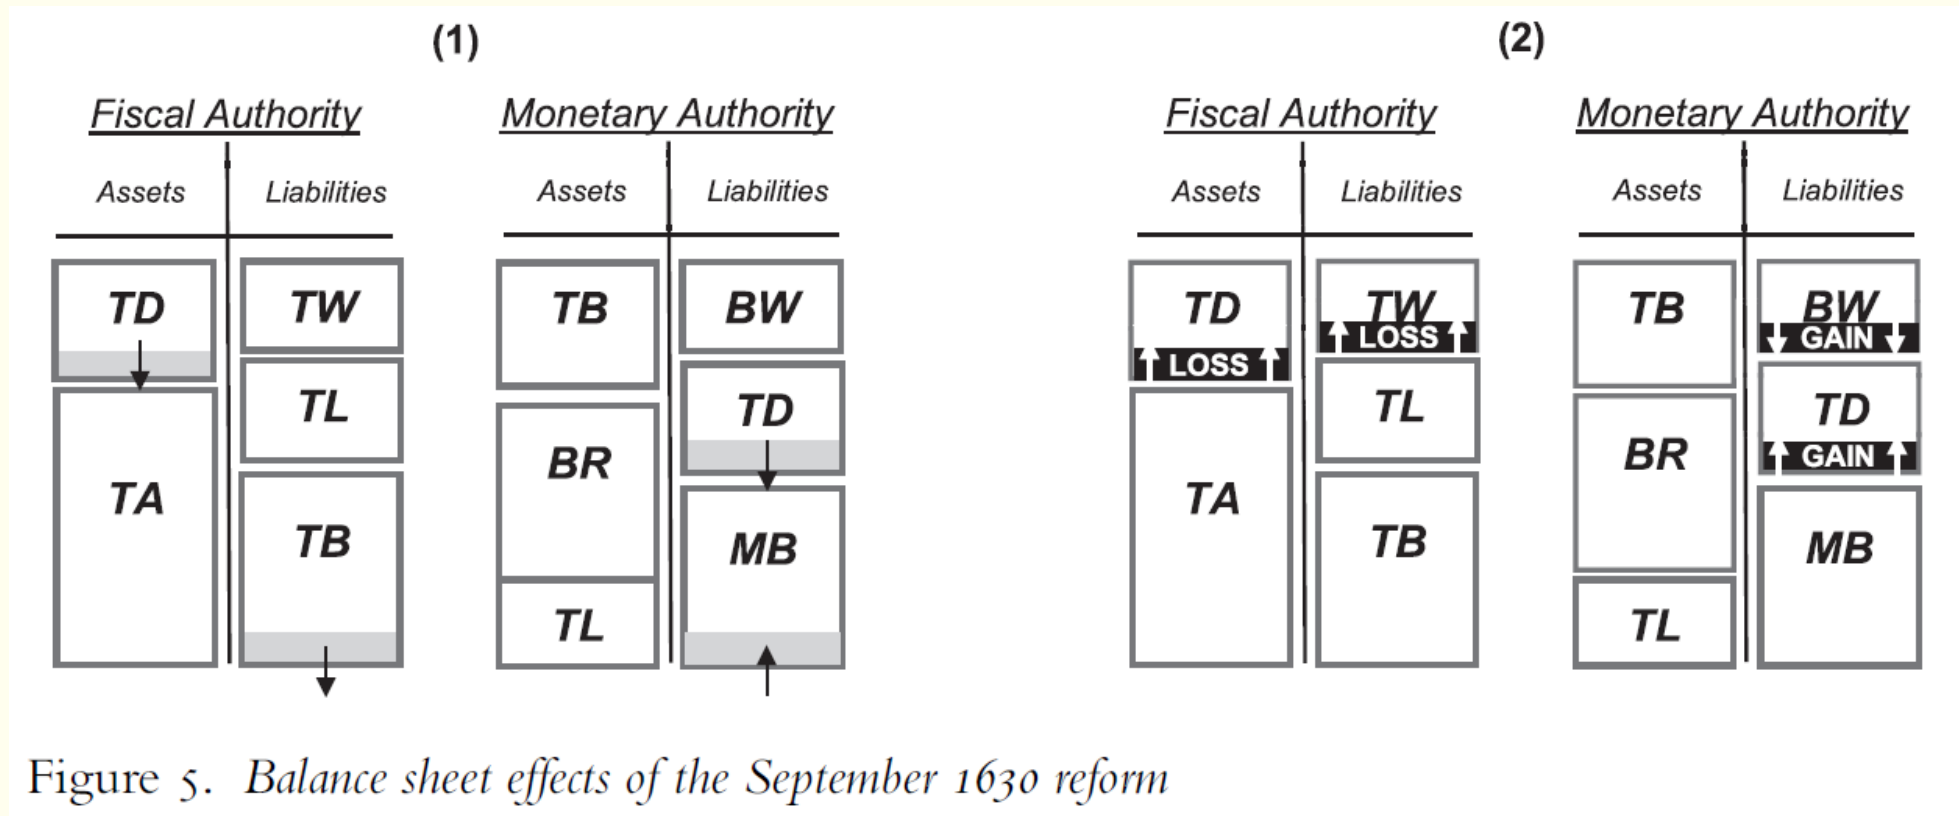 (1)
(2)
Fiscal Authority
Monetary Authority
Fiscal Authority
Monetary Authority
Assets
Liabilities
Assets
Liabilities
Assets
Liabilities
Assets
Liabilities
TD
TA
TW
TL
TB
TB
BR
TL
BW
TD
MB
TD
LOSS
TA
TW
LOSS
TL
TB
TB
BR
TL
BW
GAIN
TD
GAIN
MB
Figure 5. Balance sheet effects of the September 1630 reform